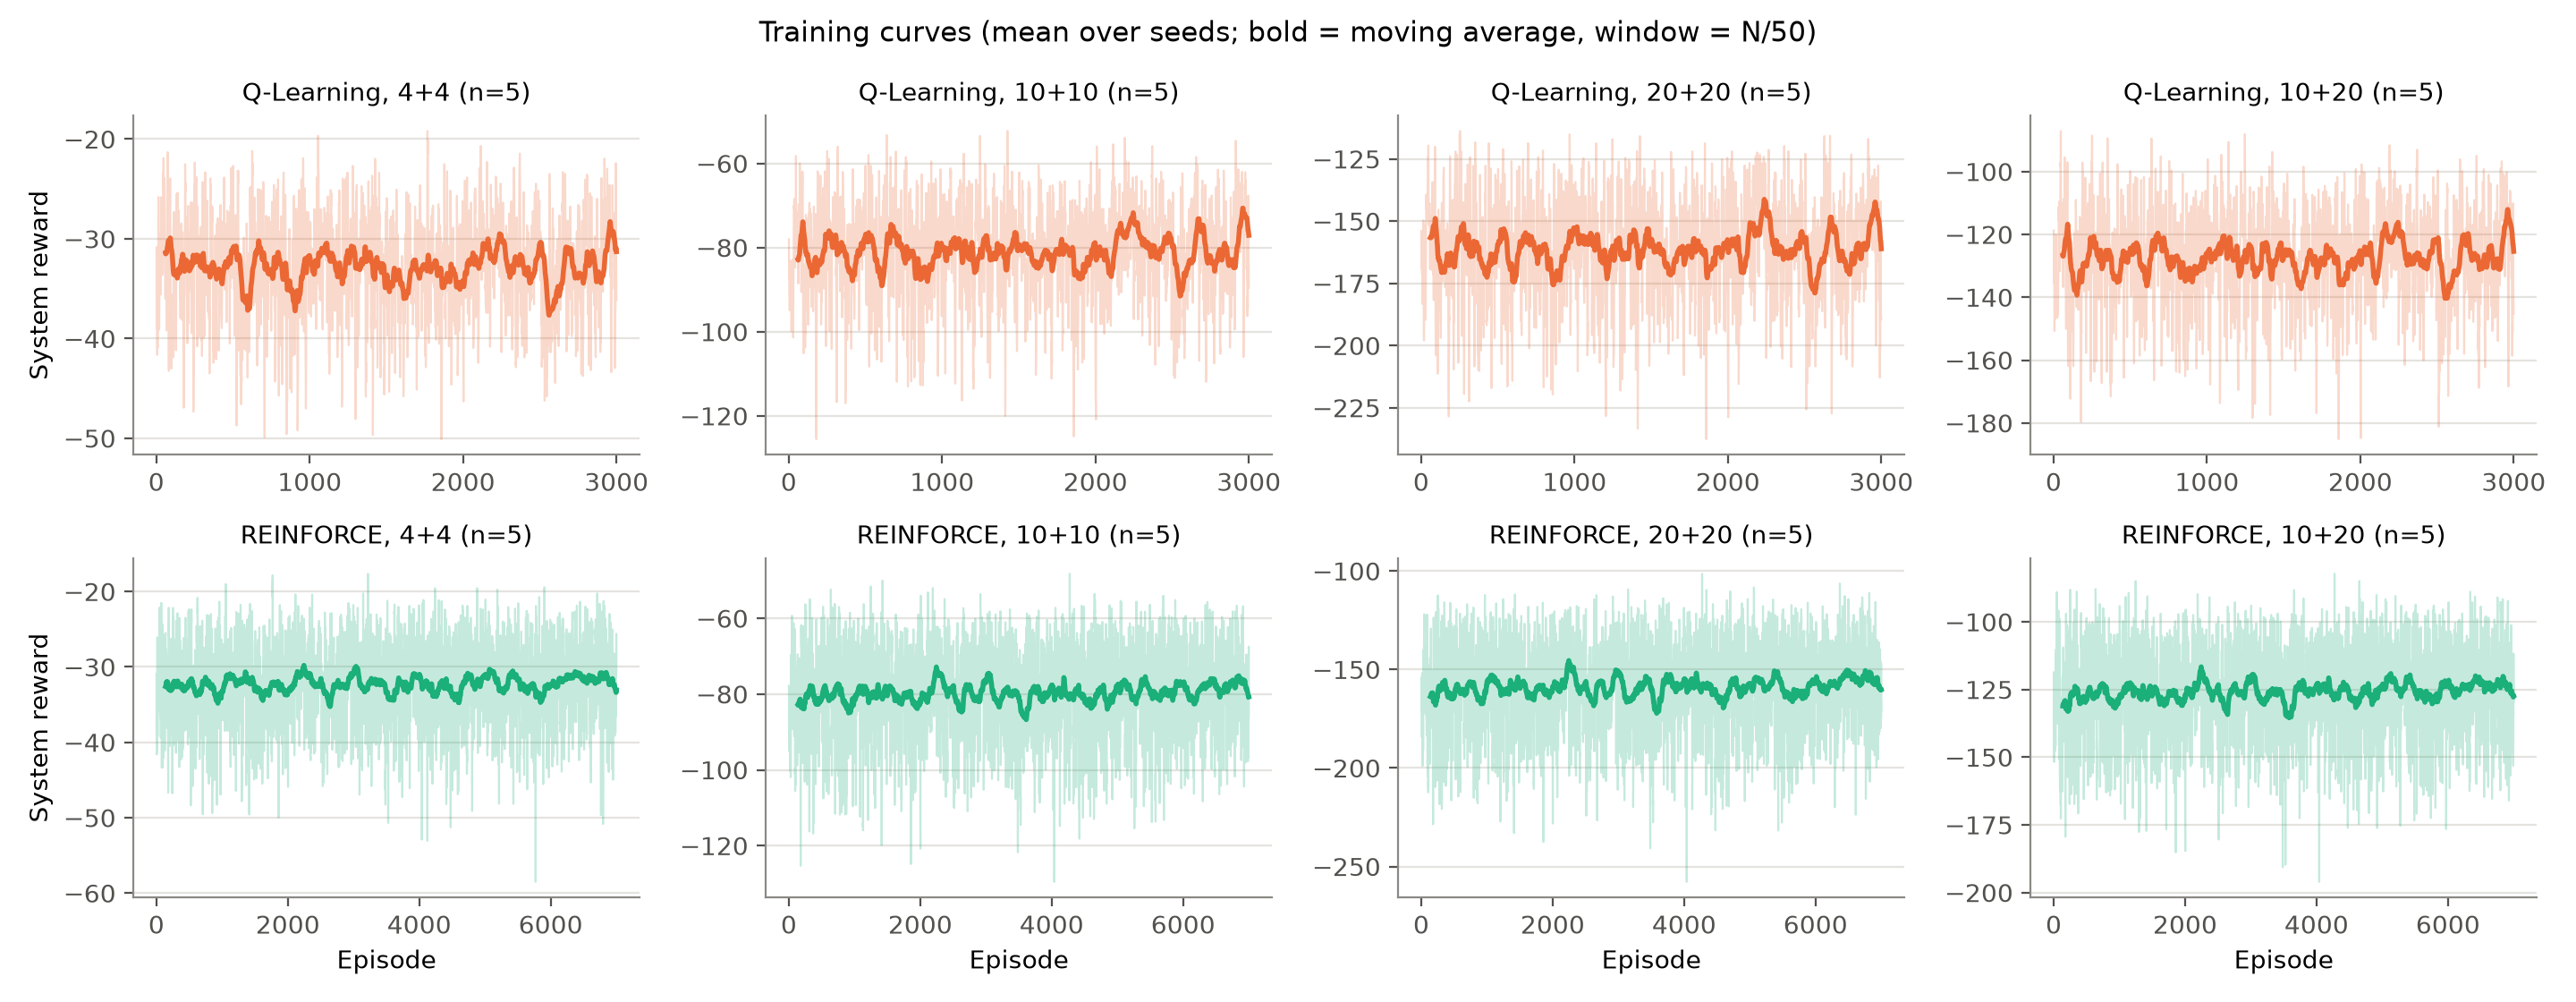 Training curves (mean over seeds; bold = moving average, window = N/50)
Q-Learning, 4+4 (n=5)
Q-Learning, 10+10 (n=5)
Q-Learning, 20+20 (n=5)
Q-Learning, 10+20 (n=5)
System reward
−20
−30
−40
−50
0 1000 2000 3000
−60
−80
−100
−120
0 1000 2000 3000
−125
−150
−175
−200
−225
0 1000 2000 3000
−100
−120
−140
−160
−180
0 1000 2000 3000
REINFORCE, 4+4 (n=5)
REINFORCE, 10+10 (n=5)
REINFORCE, 20+20 (n=5)
REINFORCE, 10+20 (n=5)
System reward
−20
−30
−40
−50
−60
0 2000 4000 6000
Episode
−60
−80
−100
−120
0 2000 4000 6000
Episode
−100
−150
−200
−250
0 2000 4000 6000
Episode
−100
−125
−150
−175
−200
0 2000 4000 6000
Episode